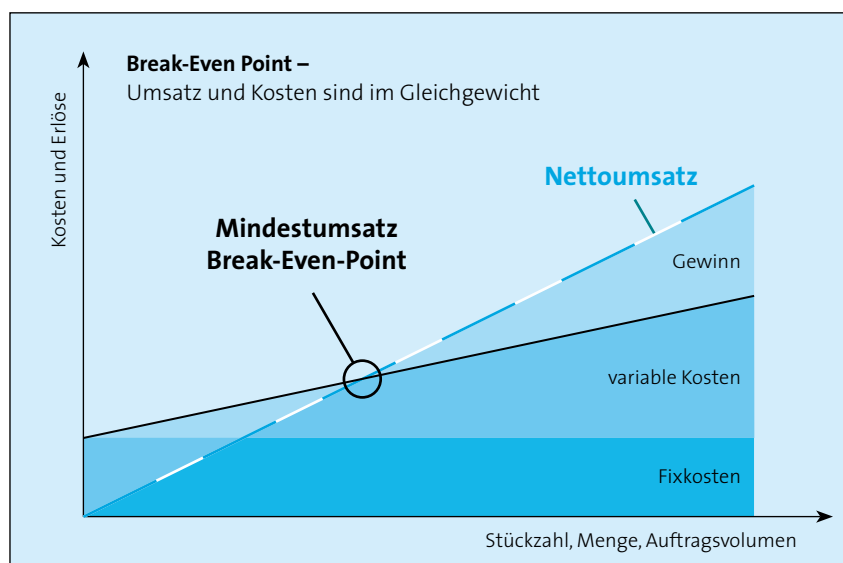 Break-Even Point –
Umsatz und Kosten sind im Gleichgewicht
Kosten und Erlöse
Nettoumsatz
Mindestumsatz
Break-Even-Point
Gewinn
variable Kosten
Fixkosten
Stückzahl, Menge, Auftragsvolumen